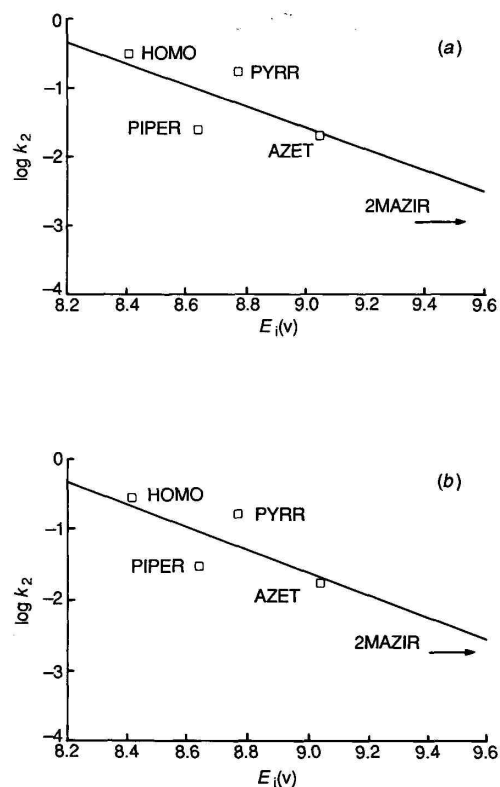 (a)
HOMO
PYRR
PIPER
AZET
2MAZIR
log k₂
−1
−2
−3
−4
8.2 8.4 8.6 8.8 9.0 9.2 9.4 9.6
Eᵢ(v)
(b)
0
HOMO
PYRR
−1
PIPER
AZET
−2
2MAZIR
log k₂
−3
−4
8.2 8.4 8.6 8.8 9.0 9.2 9.4 9.6
Eᵢ(v)